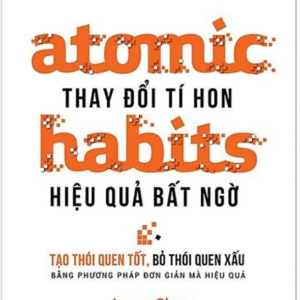 atomic
THAY ĐỔI TÍ HON
habits
HIỆU QUẢ BẤT NGỜ
TẠO THÓI QUEN TỐT, BỎ THÓI QUEN XẤU
BẰNG PHƯƠNG PHÁP ĐƠN GIẢN MÀ HIỆU QUẢ